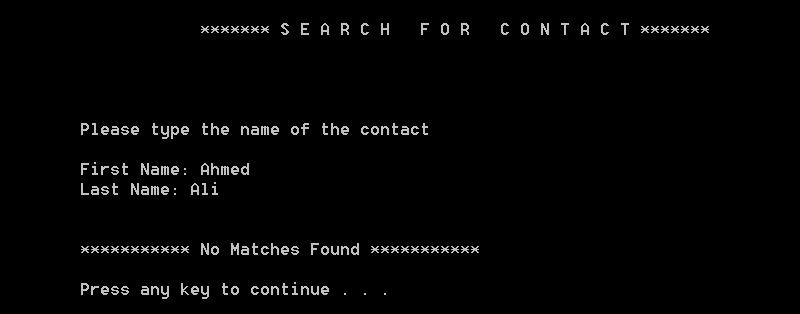 ******* S E A R C H   F O R   C O N T A C T *******
Please type the name of the contact
First Name: Ahmed
Last Name: Ali
*********** No Matches Found ***********
Press any key to continue . . .